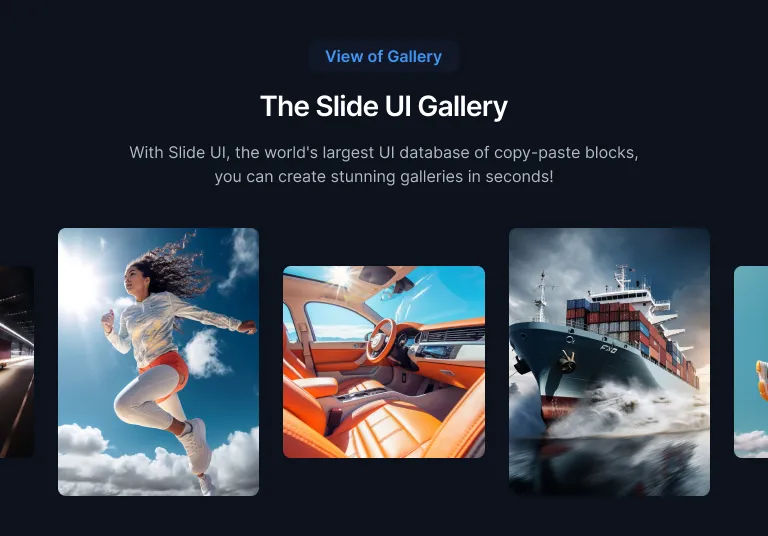 View of Gallery
The Slide UI Gallery
With Slide UI, the world's largest UI database of copy-paste blocks,
you can create stunning galleries in seconds!